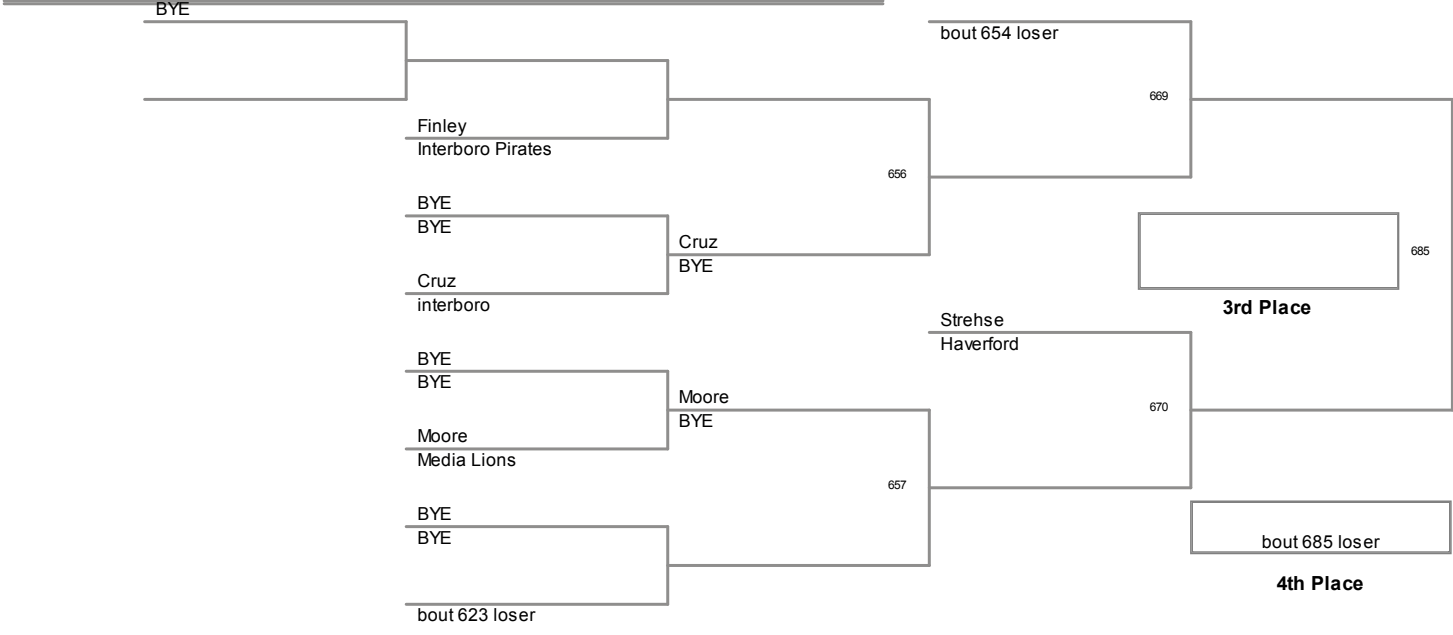 BYE
bout 654 loser
669
Finley
Interboro Pirates
656
BYE
BYE
Cruz
BYE
685
Cruz
interboro
3rd Place
Strehse
Haverford
BYE
BYE
Moore
BYE
670
Moore
Media Lions
657
BYE
BYE
bout 685 loser
4th Place
bout 623 loser